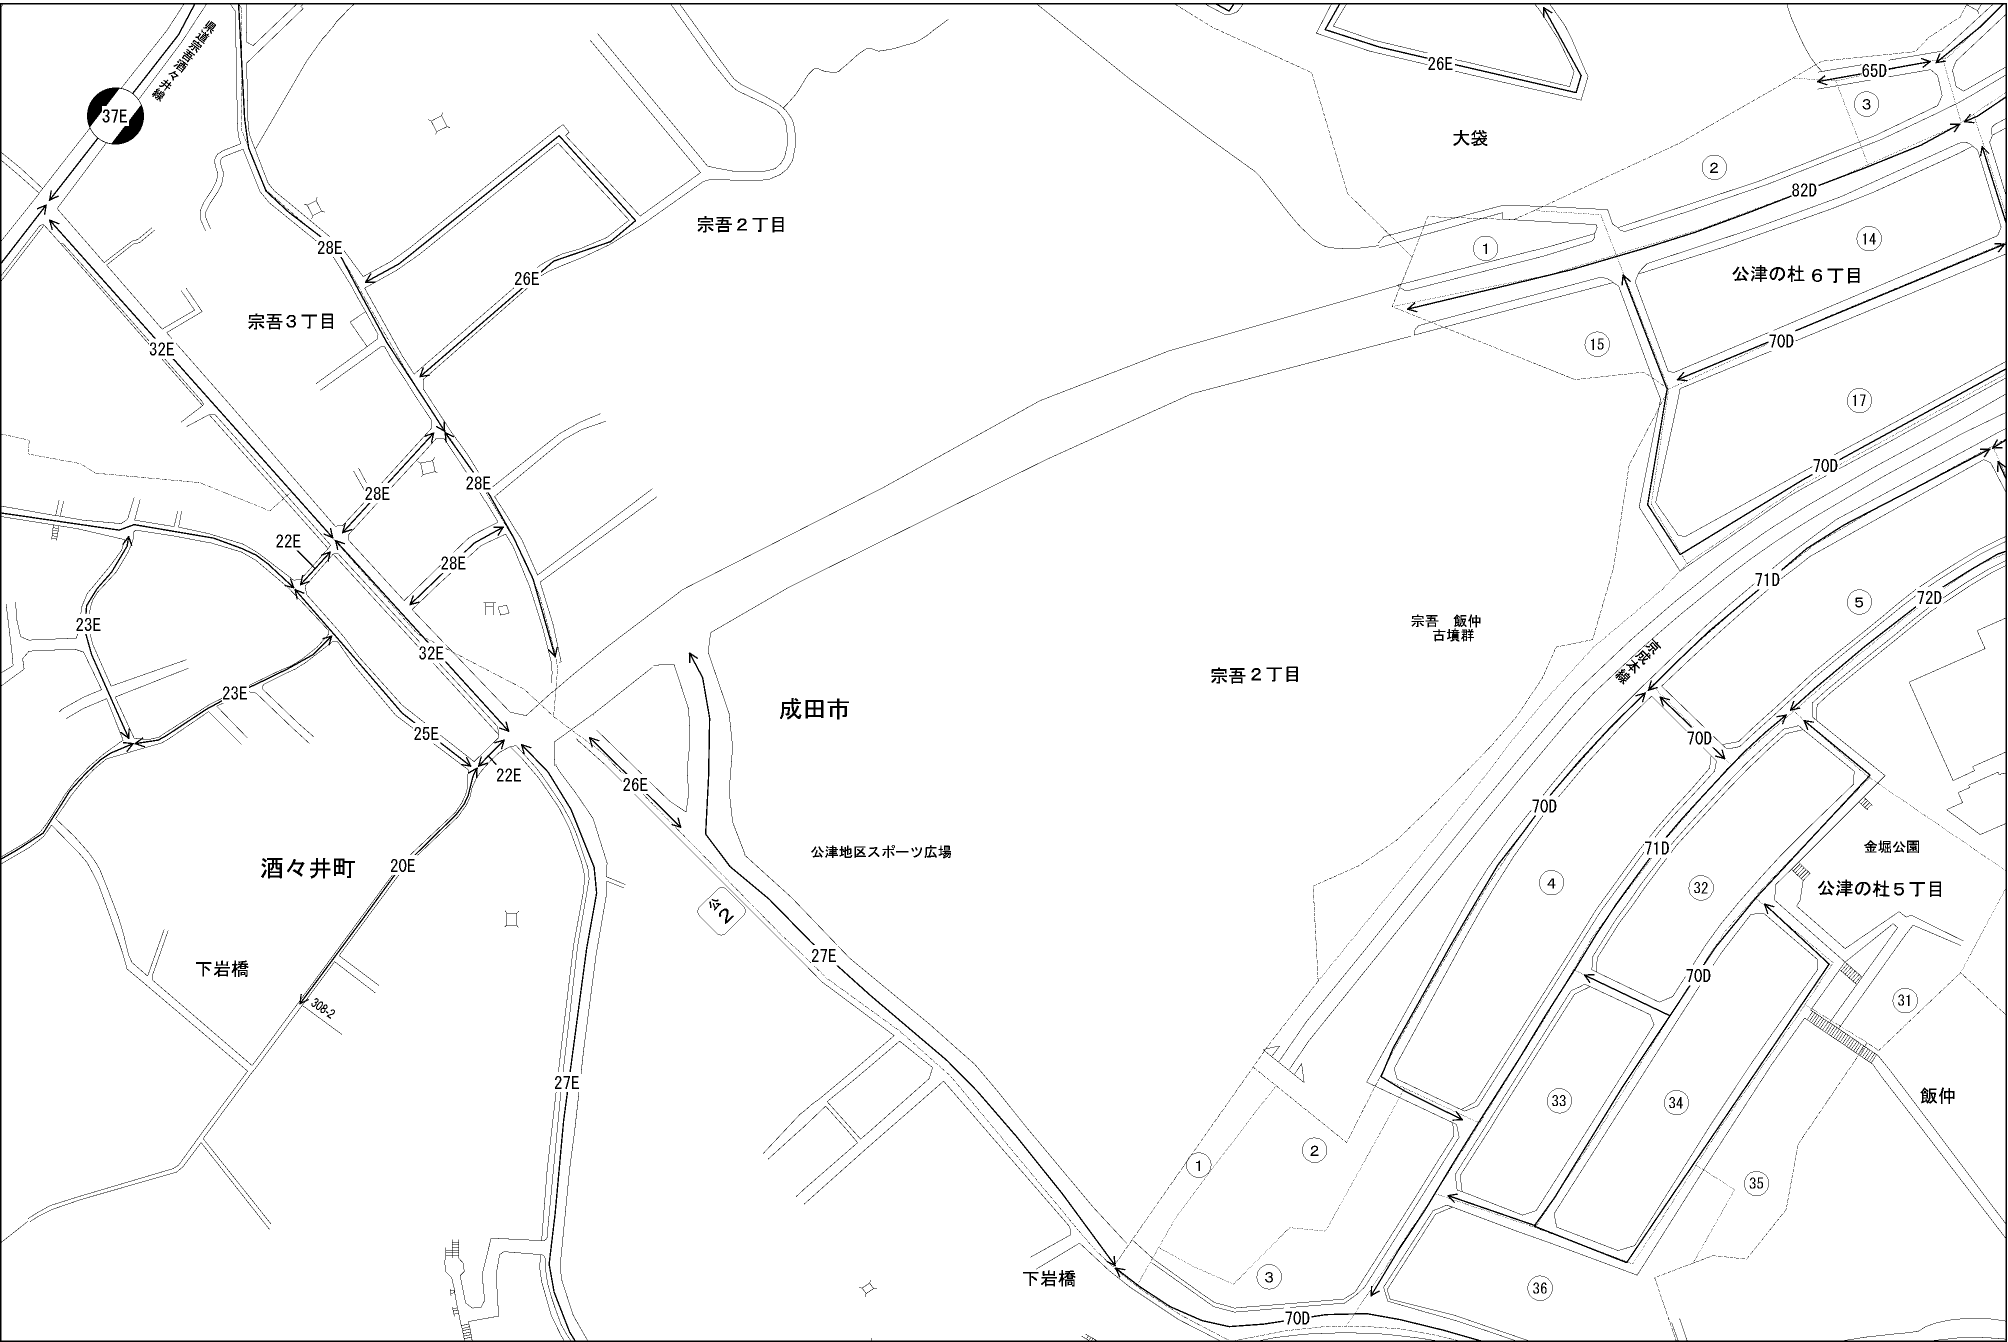 県道宗吾酒々井線
37E
26E
65D
3
大袋
2
82D
宗吾2丁目
28E
26E
1
14
公津の杜6丁目
宗吾3丁目
32E
15
70D
17
70D
28E
28E
22E
28E
71D
72D
5
23E
宗吾 飯仲
古墳群
32E
京成本線
宗吾2丁目
23E
成田市
25E
70D
22E
26E
70D
71D
金堀公園
公津地区スポーツ広場
酒々井町
20E
4
32
公津の杜5丁目
公2
27E
下岩橋
70D
308-2
31
27E
33
34
飯仲
2
1
35
下岩橋
3
36
70D